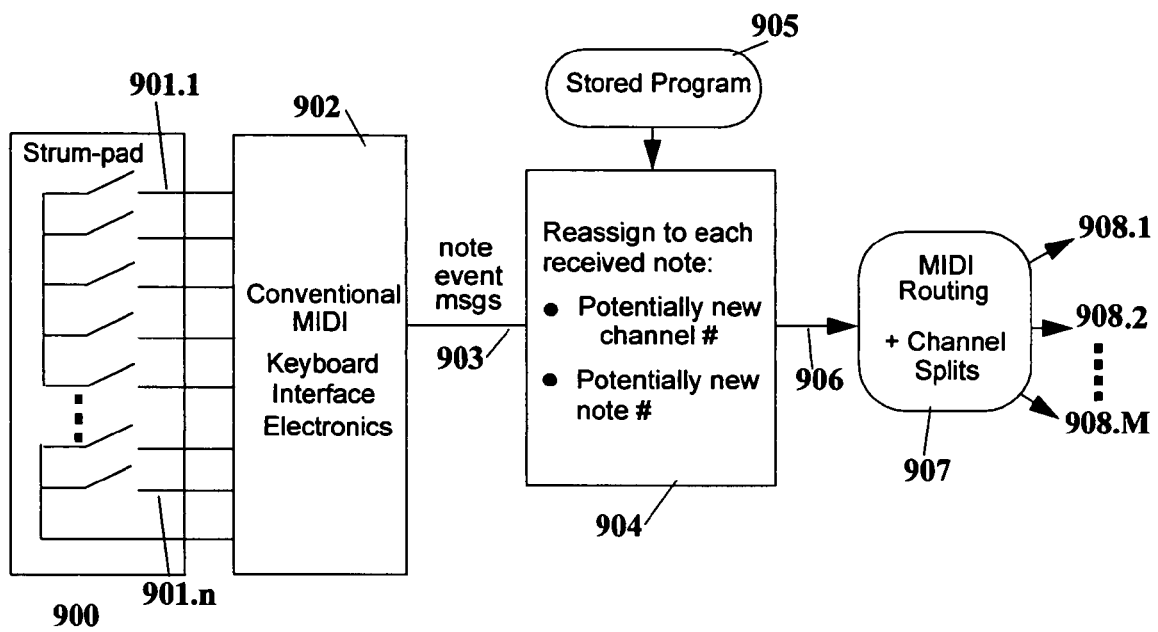 905
Stored Program
901.1
902
Strum-pad
Conventional
MIDI
Keyboard
Interface
Electronics
note
event
msgs
903
Reassign to each
received note:
● Potentially new
channel #
● Potentially new
note #
904
906
MIDI
Routing
+ Channel
Splits
907
908.1
908.2
908.M
901.n
900